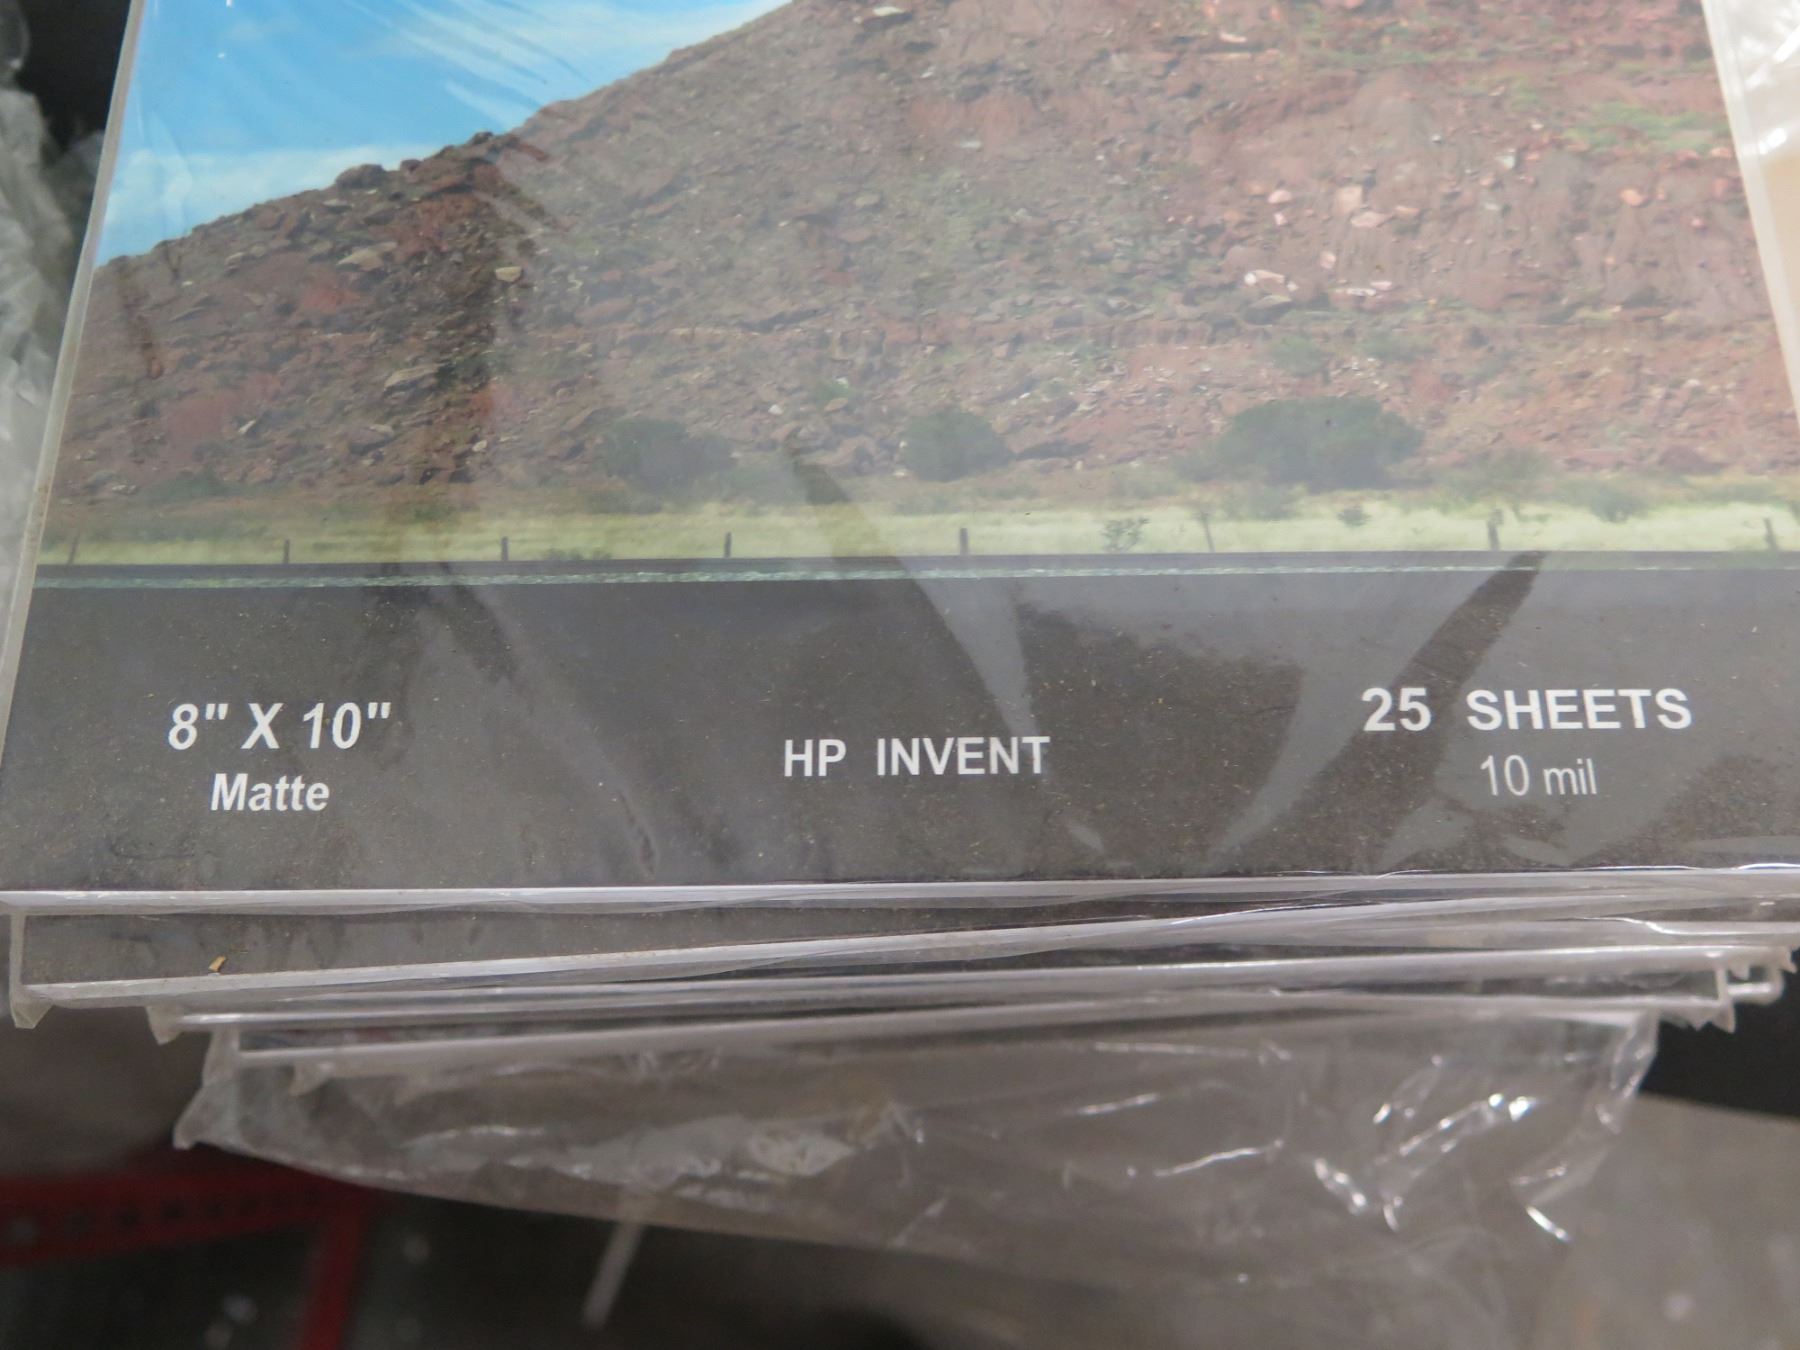 8" X 10"
Matte
HP INVENT
25 SHEETS
10 mil